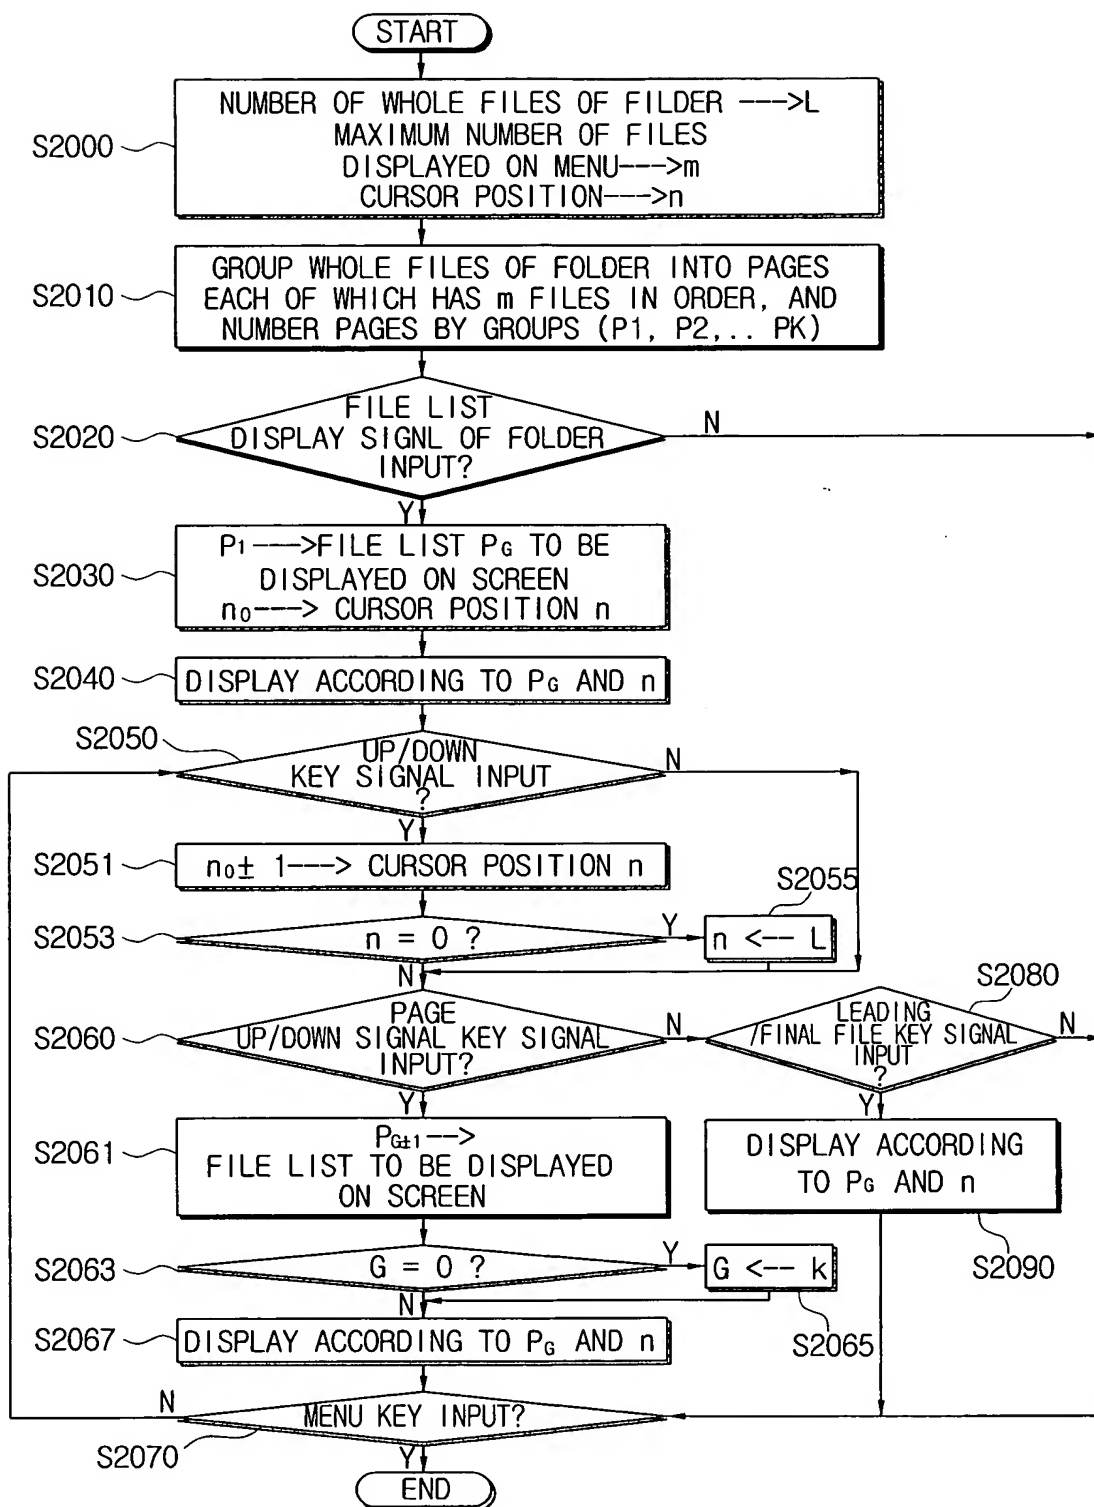 START
S2000
NUMBER OF WHOLE FILES OF FILDER --->L
MAXIMUM NUMBER OF FILES
DISPLAYED ON MENU--->m
CURSOR POSITION--->n
S2010
GROUP WHOLE FILES OF FOLDER INTO PAGES
EACH OF WHICH HAS m FILES IN ORDER, AND
NUMBER PAGES BY GROUPS (P1, P2,.. PK)
S2020
FILE LIST
DISPLAY SIGNL OF FOLDER
INPUT?
N
Y
S2030
P1--->FILE LIST PG TO BE
DISPLAYED ON SCREEN
n0---> CURSOR POSITION n
S2040
DISPLAY ACCORDING TO PG AND n
S2050
UP/DOWN
KEY SIGNAL INPUT
?
N
Y
S2051
n0± 1---> CURSOR POSITION n
S2053
n = 0 ?
Y
S2055
n <-- L
N
S2060
PAGE
UP/DOWN SIGNAL KEY SIGNAL
INPUT?
N
S2080
LEADING
/FINAL FILE KEY SIGNAL
INPUT
?
N
Y
Y
S2061
PG±1-->
FILE LIST TO BE DISPLAYED
ON SCREEN
DISPLAY ACCORDING
TO PG AND n
S2090
S2063
G = 0 ?
Y
G <-- k
S2065
N
S2067
DISPLAY ACCORDING TO PG AND n
N
MENU KEY INPUT?
S2070
Y
END